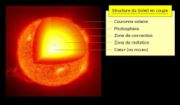 Structure du Soleil en coupe
Couronne solaire
Photosphère
Zone de convection
Zone de radiation
Cœur (ou noyau)